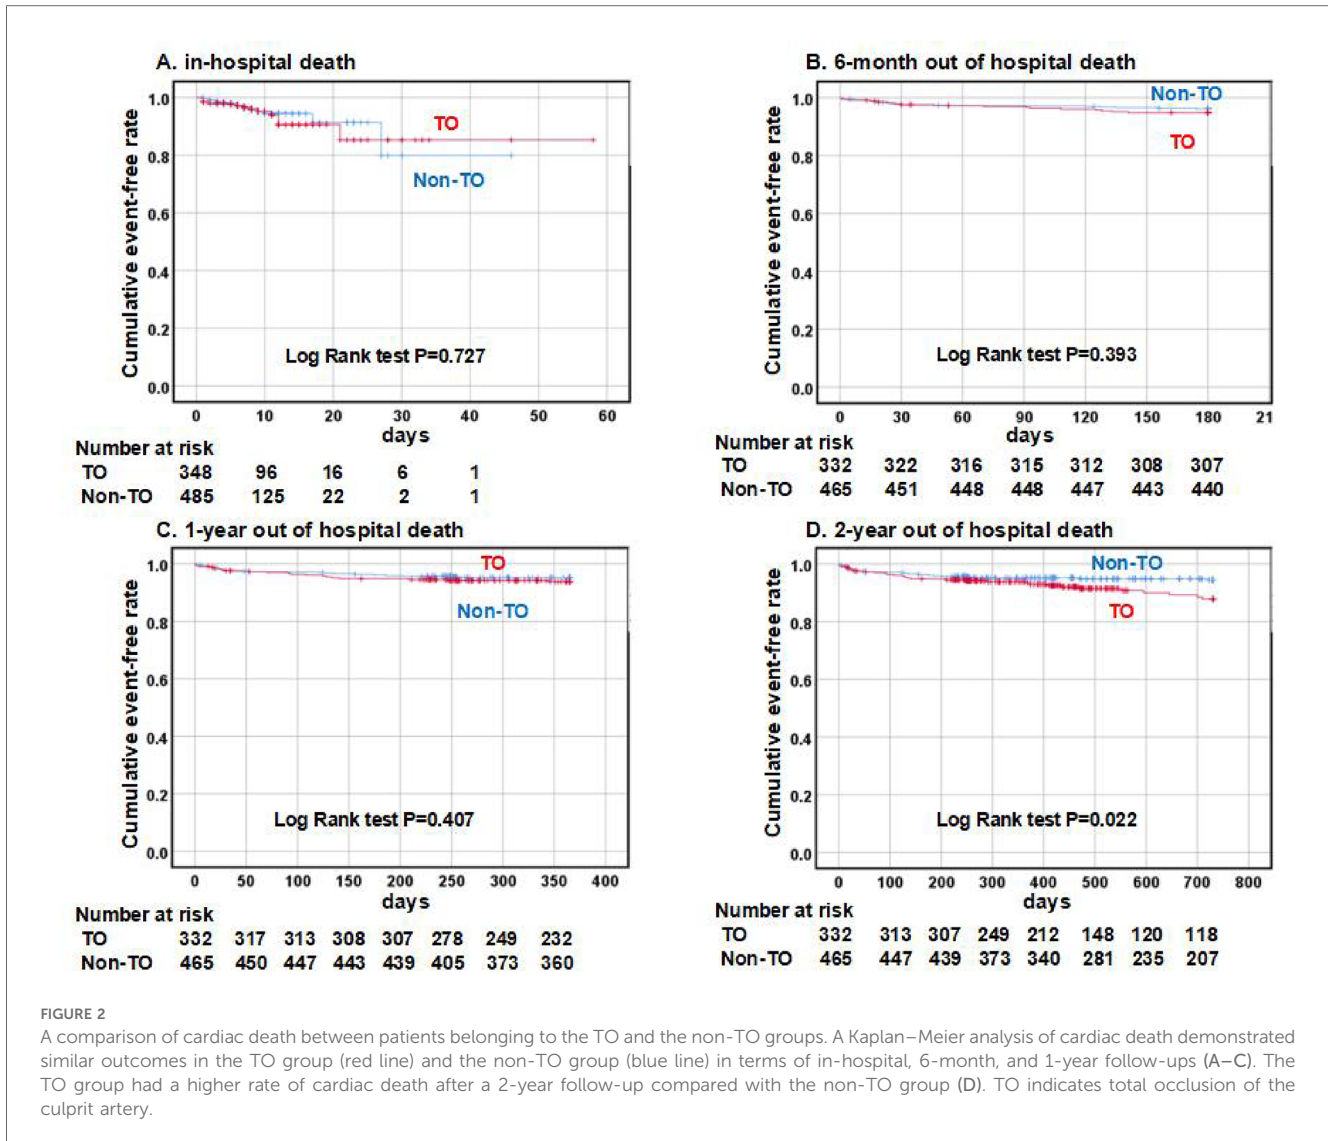 A. in-hospital death
Cumulative event-free rate
1.0
0.8
0.6
0.4
0.2
0.0
TO
Non-TO
Log Rank test P=0.727
0 10 20 30 40 50 60
days
Number at risk
TO 348 96 16 6 1
Non-TO 485 125 22 2 1
B. 6-month out of hospital death
Cumulative event-free rate
1.0
0.8
0.6
0.4
0.2
0.0
Non-TO
TO
Log Rank test P=0.393
0 30 60 90 120 150 180 21
days
Number at risk
TO 332 322 316 315 312 308 307
Non-TO 465 451 448 448 447 443 440
C. 1-year out of hospital death
Cumulative event-free rate
1.0
0.8
0.6
0.4
0.2
0.0
TO
Non-TO
Log Rank test P=0.407
0 50 100 150 200 250 300 350 400
days
Number at risk
TO 332 317 313 308 307 278 249 232
Non-TO 465 450 447 443 439 405 373 360
D. 2-year out of hospital death
Cumulative event-free rate
1.0
0.8
0.6
0.4
0.2
0.0
Non-TO
TO
Log Rank test P=0.022
0 100 200 300 400 500 600 700 800
days
Number at risk
TO 332 313 307 249 212 148 120 118
Non-TO 465 447 439 373 340 281 235 207
FIGURE 2
A comparison of cardiac death between patients belonging to the TO and the non-TO groups. A Kaplan–Meier analysis of cardiac death demonstrated
similar outcomes in the TO group (red line) and the non-TO group (blue line) in terms of in-hospital, 6-month, and 1-year follow-ups (A–C). The
TO group had a higher rate of cardiac death after a 2-year follow-up compared with the non-TO group (D). TO indicates total occlusion of the
culprit artery.